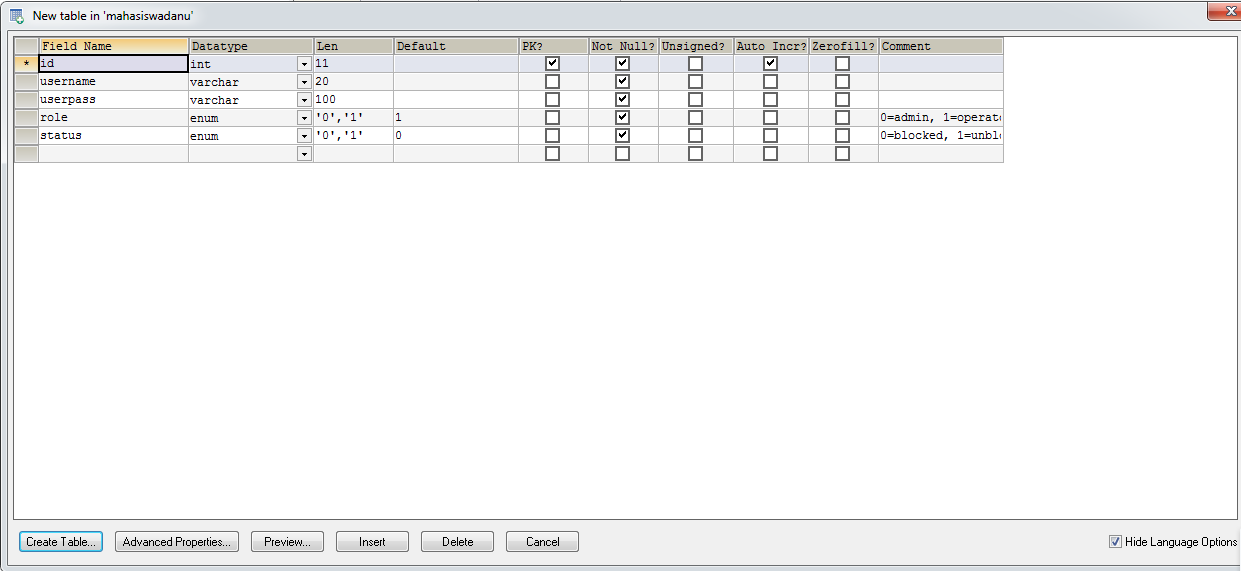 New table in 'mahasiswadanu'
Field Name Datatype Len Default PK? Not Null? Unsigned? Auto Incr? Zerofill? Comment
* id int 11
username varchar 20
userpass varchar 100
role enum '0','1' 1 0=admin, 1=operato
status enum '0','1' 0 0=blocked, 1=unblo
Create Table... Advanced Properties... Preview... Insert Delete Cancel Hide Language Options